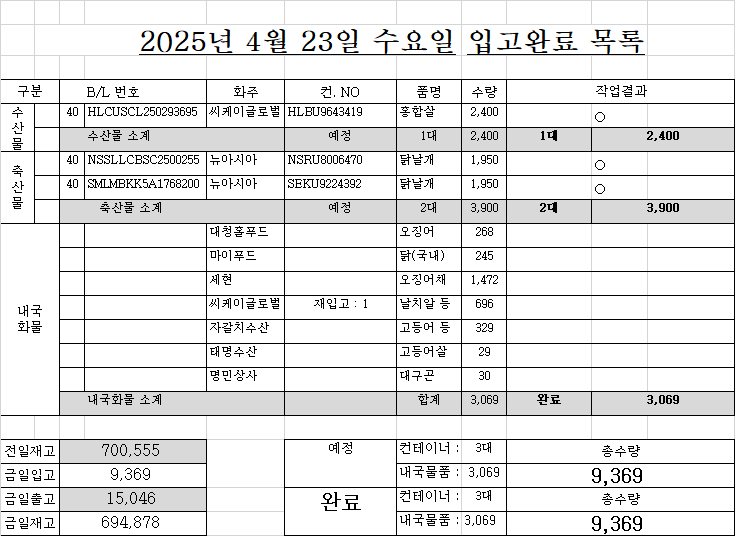 2025년 4월 23일 수요일 입고완료 목록
구분 B/L 번호 화주 컨. NO 품명 수량 작업결과
수산물 40 HLCUSCL250293695 씨케이글로벌 HLBU9643419 홍합살 2,400 ○
수산물 소계 예정 1대 2,400 1대 2,400
축산물 40 NSSLLCBSC2500255 뉴아시아 NSRU8006470 닭날개 1,950 ○
40 SMLMBKK5A1768200 뉴아시아 SEKU9224392 닭날개 1,950 ○
축산물 소계 예정 2대 3,900 2대 3,900
내국화물 대청홀푸드 오징어 268
마이푸드 닭(국내) 245
세현 오징어채 1,472
씨케이글로벌 재입고 : 1 날치알 등 696
자갈치수산 고등어 등 329
태명수산 고등어살 29
명민상사 대구곤 30
내국화물 소계 합계 3,069 완료 3,069
전일재고 700,555 예정 컨테이너 : 3대 총수량
금일입고 9,369 내국물품 : 3,069 9,369
금일출고 15,046 완료 컨테이너 : 3대 총수량
금일재고 694,878 내국물품 : 3,069 9,369